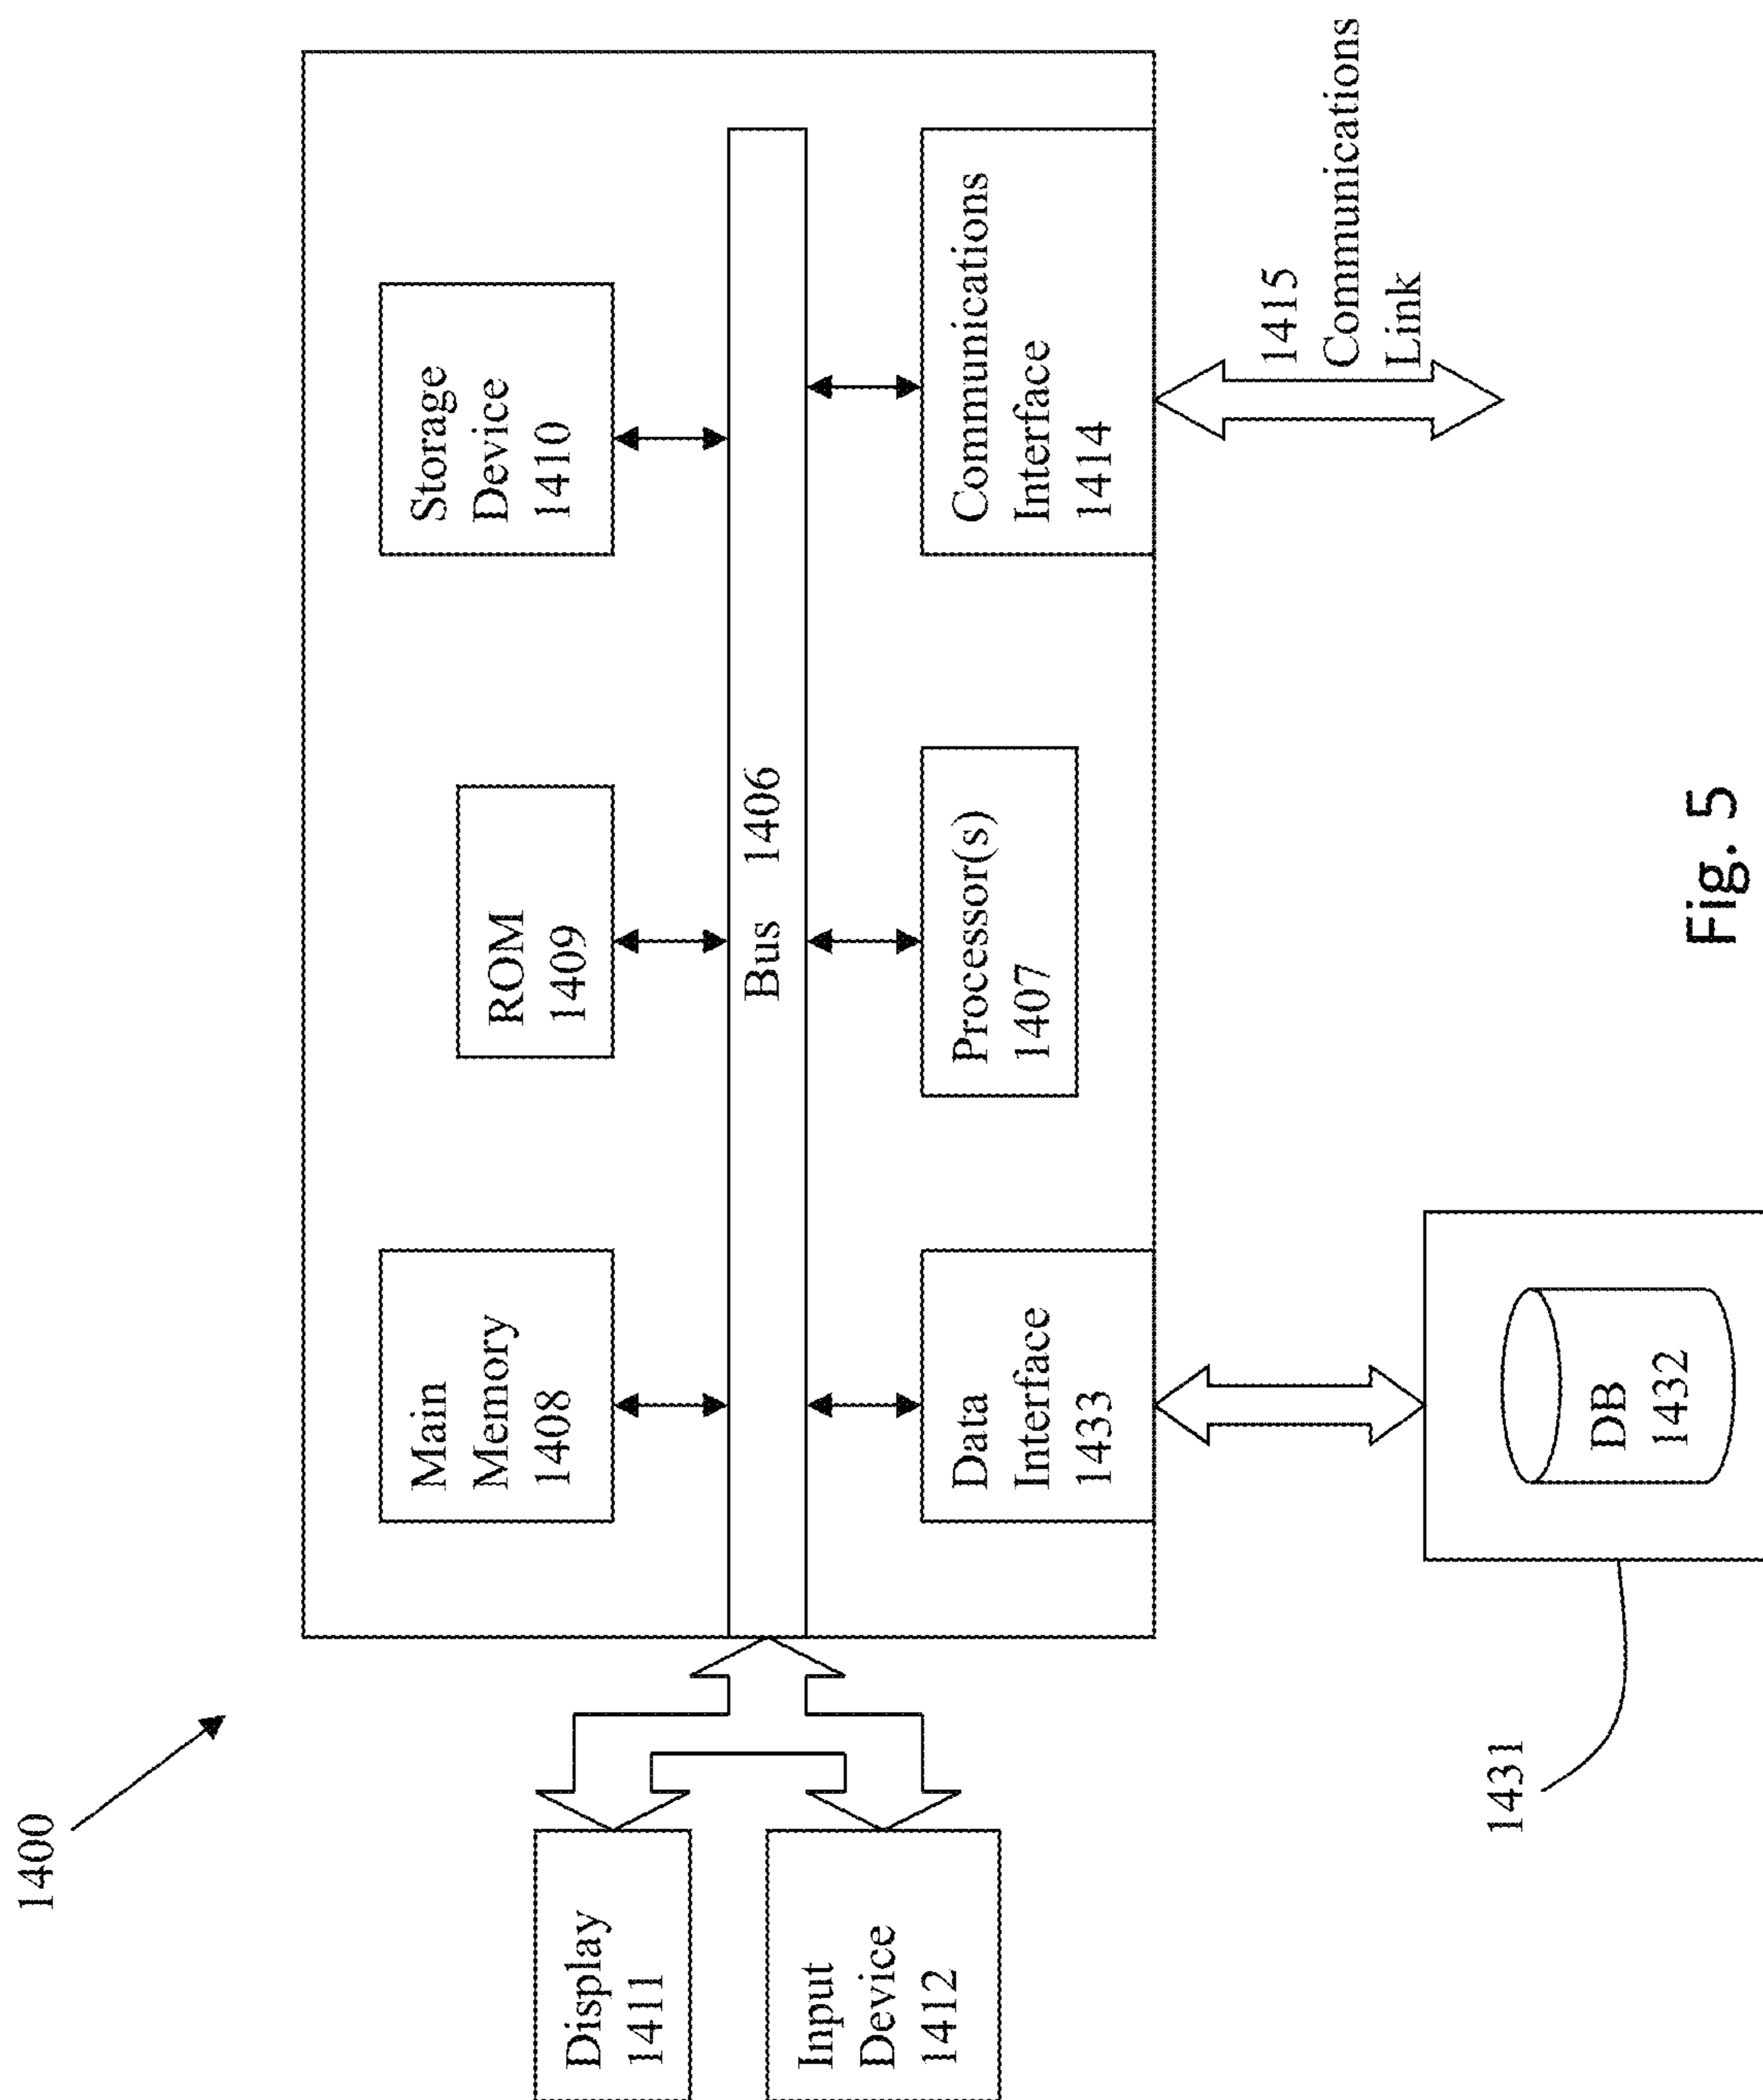 1400
Main
Memory
1408
ROM
1409
Storage
Device
1410
Display
1411
Bus 1406
Input
Device
1412
Data
Interface
1433
Processor(s)
1407
Communications
Interface
1414
1415
Communications
Link
1431
DB
1432
Fig. 5